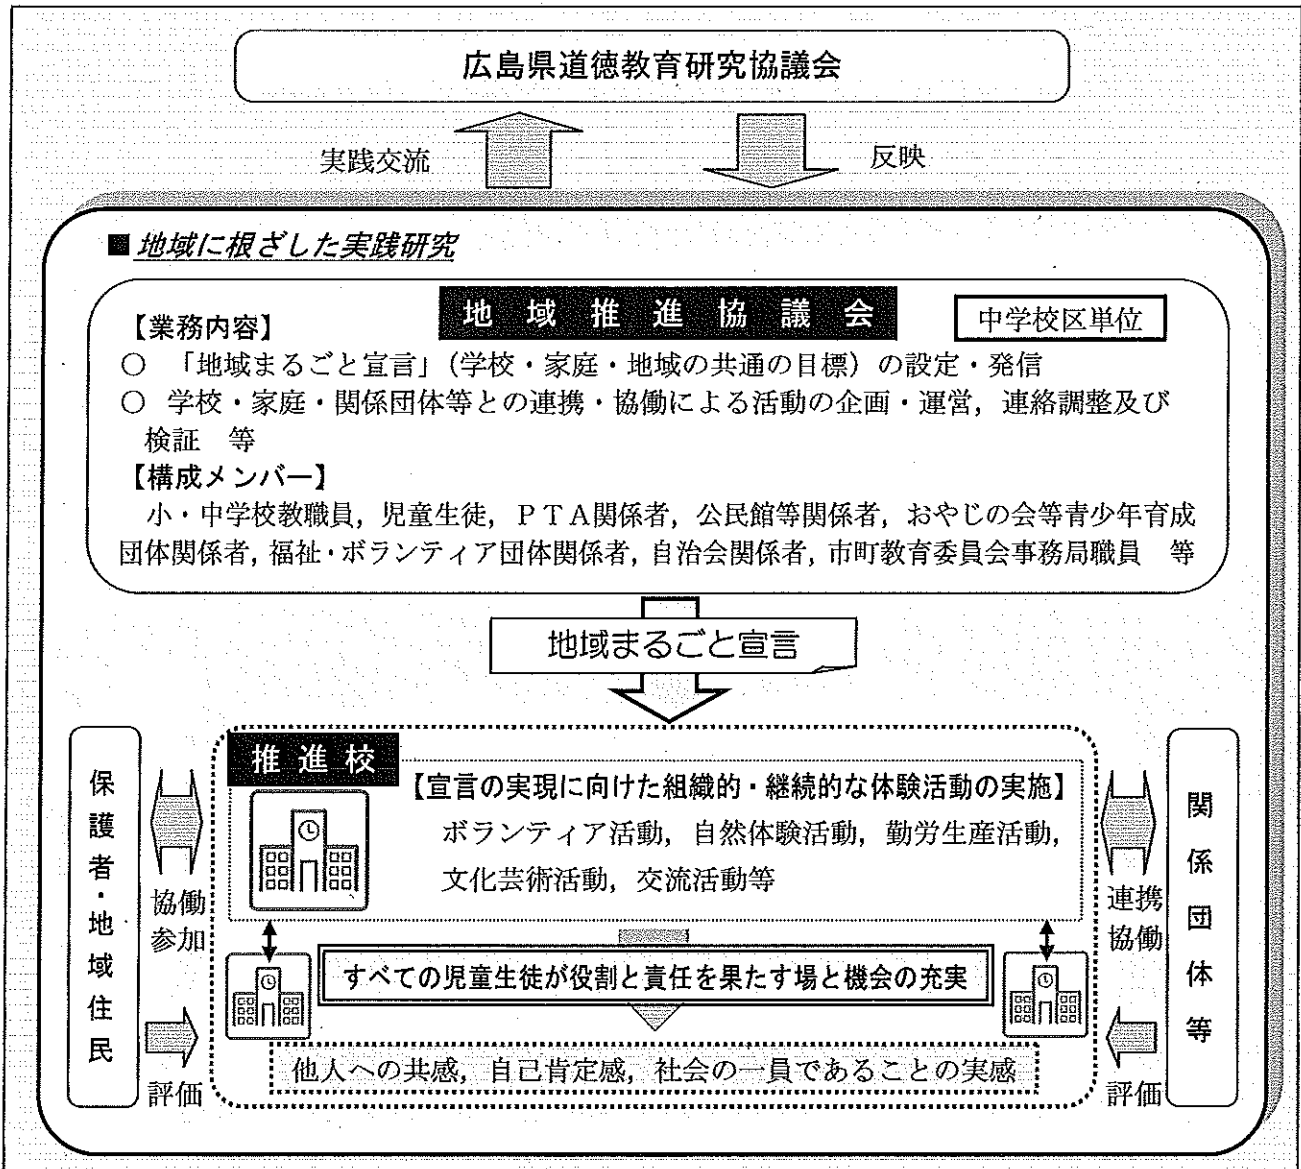 広島県道徳教育研究協議会
実践交流
反映
■地域に根ざした実践研究
地域推進協議会
中学校区単位
【業務内容】
○ 「地域まるごと宣言」(学校・家庭・地域の共通の目標)の設定・発信
○ 学校・家庭・関係団体等との連携・協働による活動の企画・運営,連絡調整及び
検証 等
【構成メンバー】
小・中学校教職員,児童生徒,PTA関係者,公民館等関係者,おやじの会等青少年育成
団体関係者,福祉・ボランティア団体関係者,自治会関係者,市町教育委員会事務局職員 等
地域まるごと宣言
保護者・地域住民
協働
参加
評価
推進校
【宣言の実現に向けた組織的・継続的な体験活動の実施】
ボランティア活動,自然体験活動,勤労生産活動,
文化芸術活動,交流活動等
すべての児童生徒が役割と責任を果たす場と機会の充実
他人への共感,自己肯定感,社会の一員であることの実感
連携
協働
評価
関係団体等